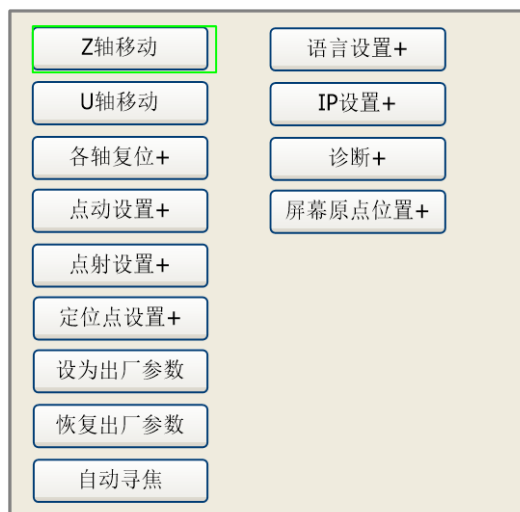 Z轴移动
U轴移动
各轴复位+
点动设置+
点射设置+
定位点设置+
设为出厂参数
恢复出厂参数
自动寻焦
语言设置+
IP设置+
诊断+
屏幕原点位置+